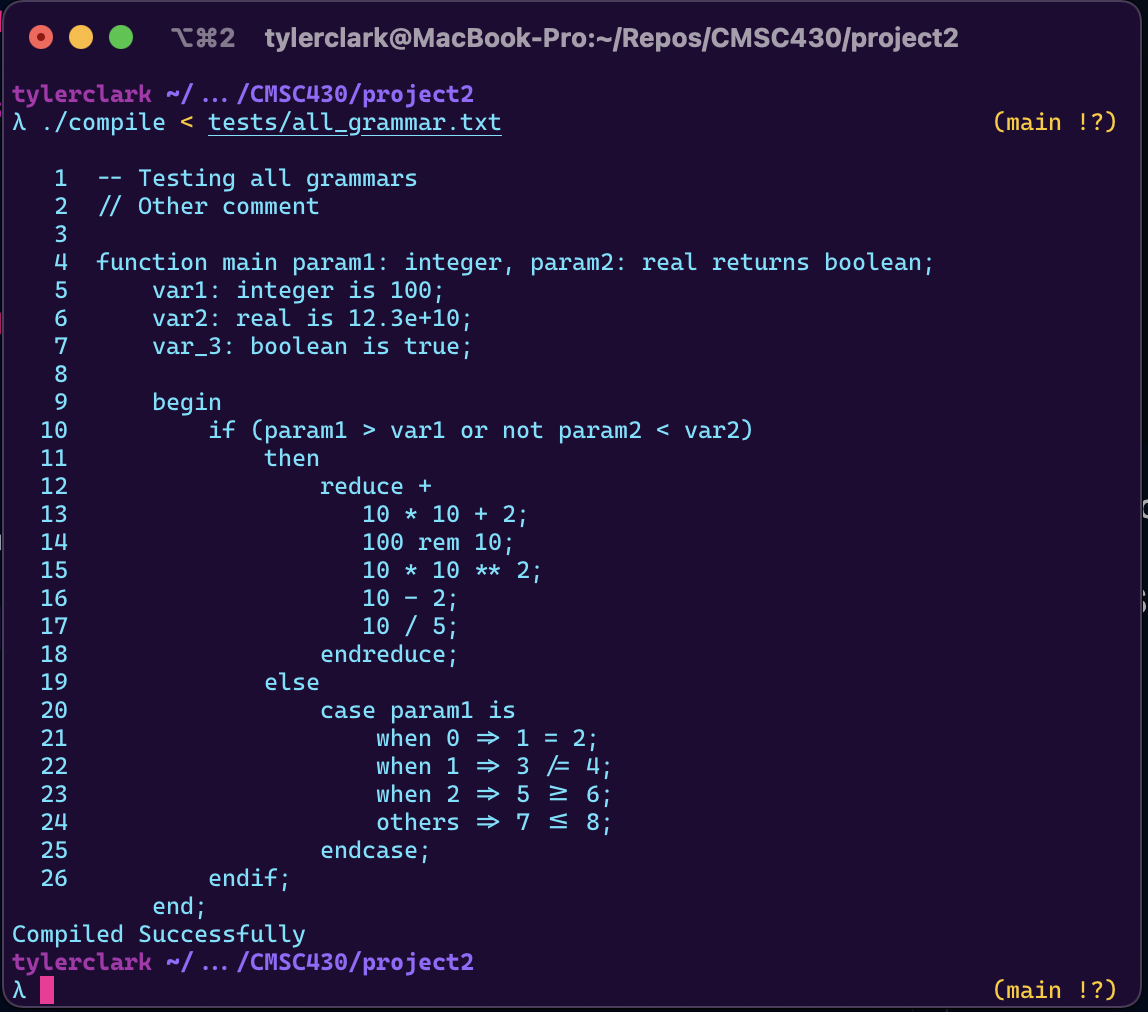 ⌥⌘2 tylerclark@MacBook-Pro:~/Repos/CMSC430/project2
tylerclark ~/ … /CMSC430/project2
λ ./compile < tests/all_grammar.txt (main !?)
1 -- Testing all grammars
2 // Other comment
3
4 function main param1: integer, param2: real returns boolean;
5 var1: integer is 100;
6 var2: real is 12.3e+10;
7 var_3: boolean is true;
8
9 begin
10 if (param1 > var1 or not param2 < var2)
11 then
12 reduce +
13 10 * 10 + 2;
14 100 rem 10;
15 10 * 10 ** 2;
16 10 - 2;
17 10 / 5;
18 endreduce;
19 else
20 case param1 is
21 when 0 => 1 = 2;
22 when 1 => 3 /= 4;
23 when 2 => 5 >= 6;
24 others => 7 <= 8;
25 endcase;
26 endif;
end;
Compiled Successfully
tylerclark ~/ … /CMSC430/project2
λ (main !?)